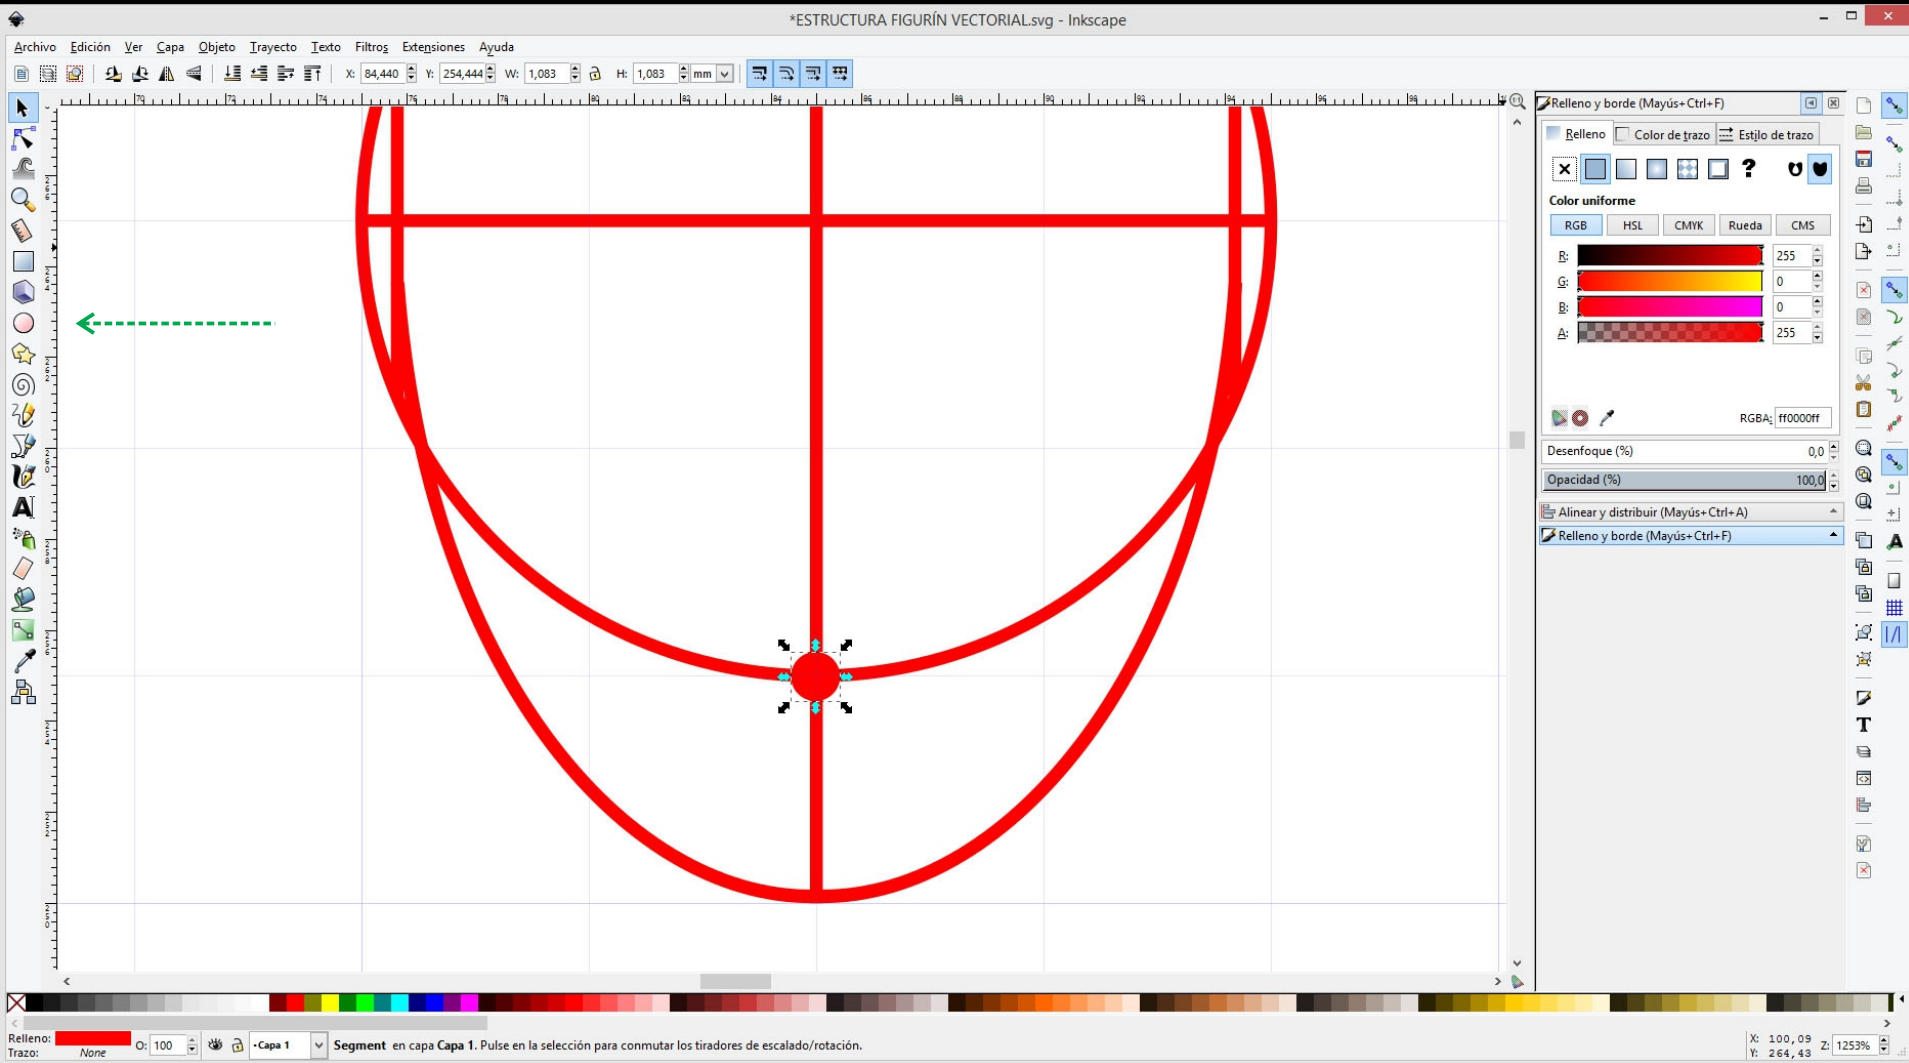 *ESTRUCTURA FIGURÍN VECTORIAL.svg - Inkscape
Archivo Edición Ver Capa Objeto Trayecto Texto Filtros Extensiones Ayuda
X: 84,440 Y: 254,444 W: 1,083 H: 1,083 mm
Relleno y borde (Mayús+Ctrl+F)
Relleno Color de trazo Estilo de trazo
Color uniforme
RGB HSL CMYK Rueda CMS
R: 255
G: 0
B: 0
A: 255
RGBA: ff0000ff
Desenfoque (%) 0,0
Opacidad (%) 100,0
Alinear y distribuir (Mayús+Ctrl+A)
Relleno y borde (Mayús+Ctrl+F)
Relleno: O: 100 •Capa 1 Segment en capa Capa 1. Pulse en la selección para conmutar los tiradores de escalado/rotación.
Trazo: None
X: 100,09 Z: 1253%
Y: 264,43